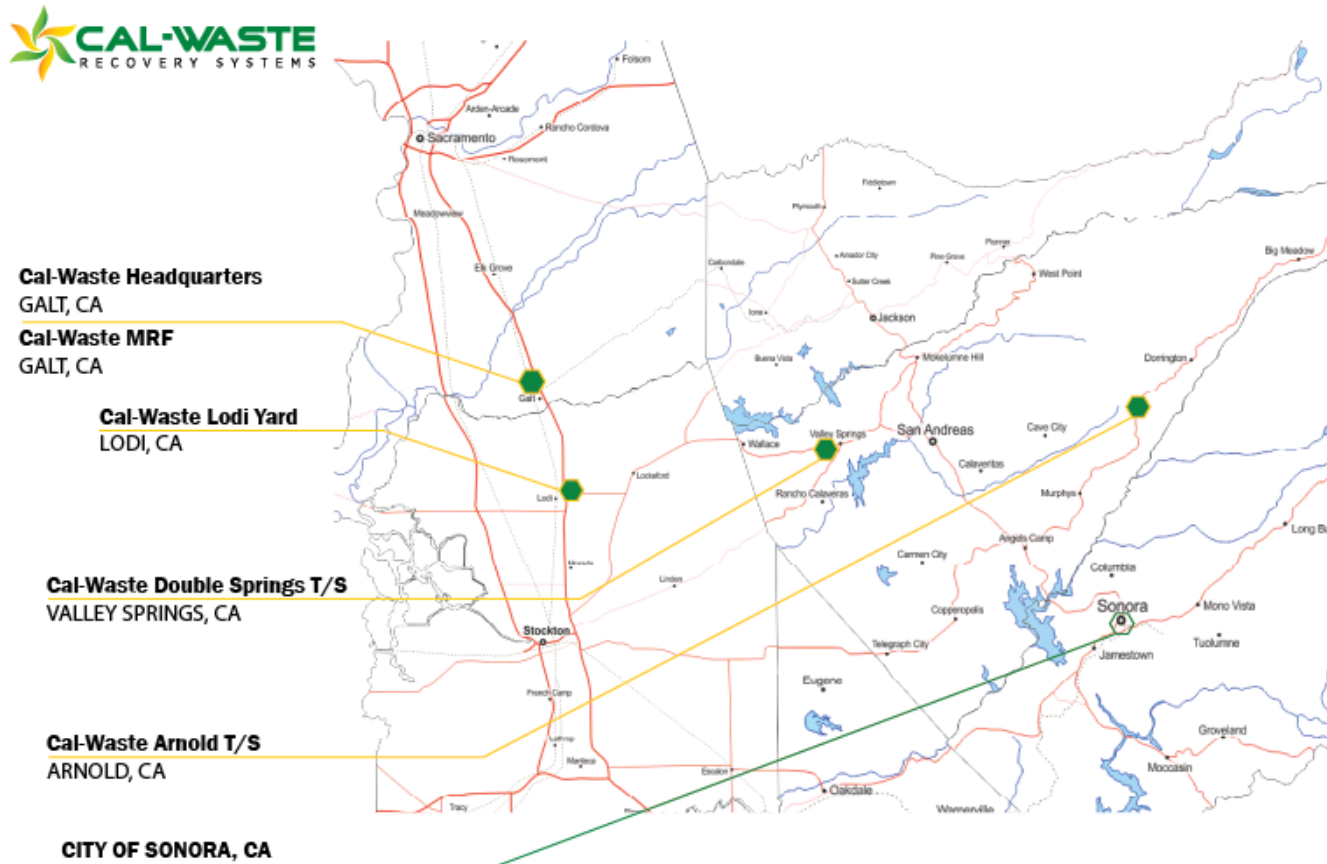 CAL-WASTE
RECOVERY SYSTEMS
Folsom
Arden-Arcade
Rancho Cordova
Sacramento
Rosemont
Fiddletown
Plymouth
Meadowview
Elk Grove
Carbondale
Amador City
Pine Grove
Pioneer
Big Meadow
West Point
Sutter Creek
Ione
Jackson
Cal-Waste Headquarters
GALT, CA
Cal-Waste MRF
GALT, CA
Buena Vista
Mokelumne Hill
Dorrington
Galt
Cal-Waste Lodi Yard
LODI, CA
Wallace
Valley Springs
San Andreas
Cave City
Calaveritas
Lockeford
Lodi
Rancho Calaveras
Murphys
Long Ba
Angels Camp
Carmen City
Columbia
Morada
Linden
Cal-Waste Double Springs T/S
VALLEY SPRINGS, CA
Copperopolis
Sonora
Mono Vista
Stockton
Telegraph City
Jamestown
Tuolumne
Eugene
French Camp
Groveland
Cal-Waste Arnold T/S
ARNOLD, CA
Lathrop
Manteca
Escalon
Moccasin
Oakdale
Tracy
Warnerville
CITY OF SONORA, CA